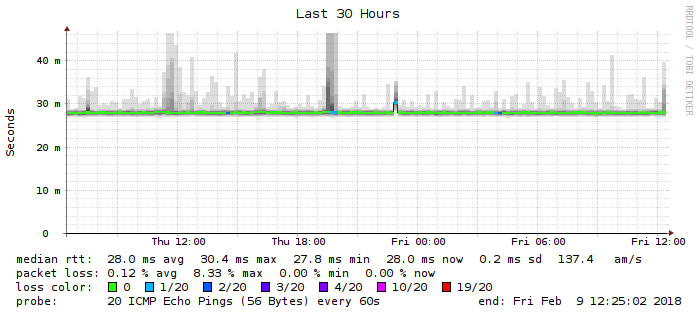 Last 30 Hours
RRDTOOL / TOBI OETIKER
Seconds
40 m
30 m
20 m
10 m
0
Thu 12:00 Thu 18:00 Fri 00:00 Fri 06:00 Fri 12:00
median rtt: 28.0 ms avg 30.4 ms max 27.8 ms min 28.0 ms now 0.2 ms sd 137.4 am/s
packet loss: 0.12 % avg 8.33 % max 0.00 % min 0.00 % now
loss color: 0 1/20 2/20 3/20 4/20 10/20 19/20
probe: 20 ICMP Echo Pings (56 Bytes) every 60s end: Fri Feb 9 12:25:02 2018